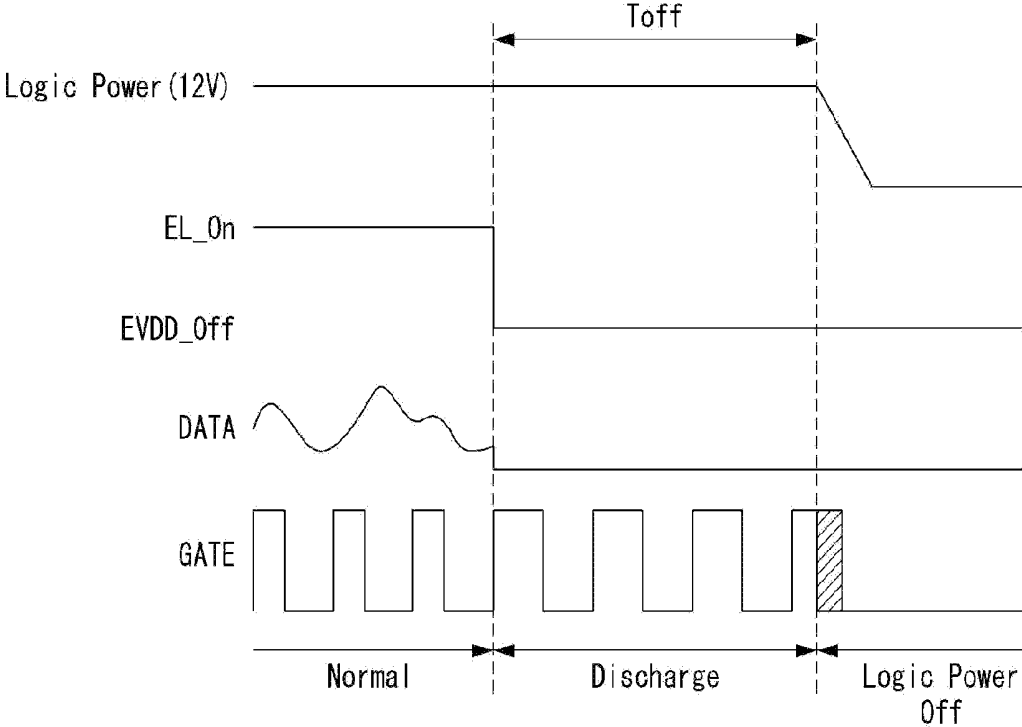 Toff
Logic Power(12V)
EL_On
EVDD_Off
DATA
GATE
Normal
Discharge
Logic Power
Off